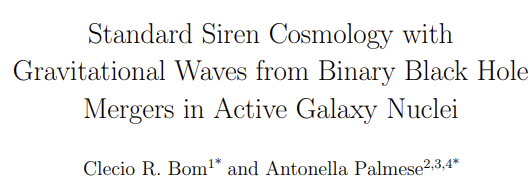 Standard Siren Cosmology with
Gravitational Waves from Binary Black Hole
Mergers in Active Galaxy Nuclei
Clecio R. Bom1* and Antonella Palmese2,3,4*